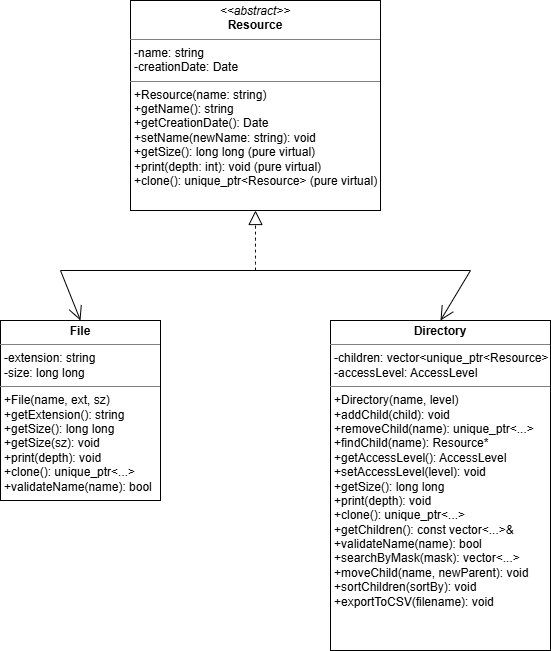 <<abstract>>
Resource
-name: string
-creationDate: Date
+Resource(name: string)
+getName(): string
+getCreationDate(): Date
+setName(newName: string): void
+getSize(): long long (pure virtual)
+print(depth: int): void (pure virtual)
+clone(): unique_ptr<Resource> (pure virtual)
File
-extension: string
-size: long long
+File(name, ext, sz)
+getExtension(): string
+getSize(): long long
+getSize(sz): void
+print(depth): void
+clone(): unique_ptr<...>
+validateName(name): bool
Directory
-children: vector<unique_ptr<Resource>
-accessLevel: AccessLevel
+Directory(name, level)
+addChild(child): void
+removeChild(name): unique_ptr<...>
+findChild(name): Resource*
+getAccessLevel(): AccessLevel
+setAccessLevel(level): void
+getSize(): long long
+print(depth): void
+clone(): unique_ptr<...>
+getChildren(): const vector<...>&
+validateName(name): bool
+searchByMask(mask): vector<...>
+moveChild(name, newParent): void
+sortChildren(sortBy): void
+exportToCSV(filename): void